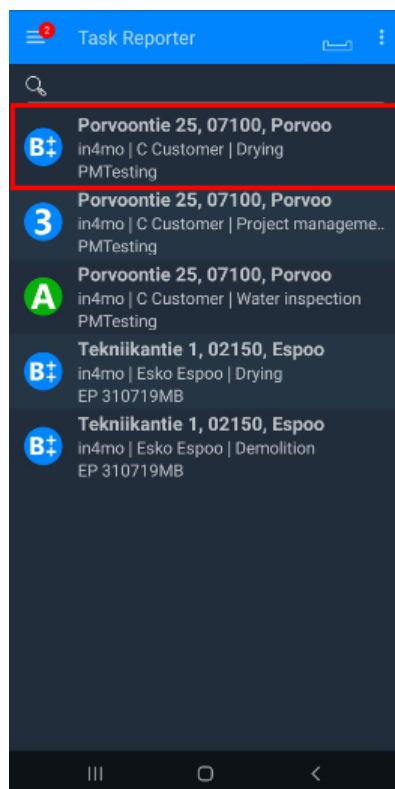 2
Task Reporter
B‡
Porvoontie 25, 07100, Porvoo
in4mo | C Customer | Drying
PMTesting
3
Porvoontie 25, 07100, Porvoo
in4mo | C Customer | Project manageme..
PMTesting
A
Porvoontie 25, 07100, Porvoo
in4mo | C Customer | Water inspection
PMTesting
B‡
Tekniikantie 1, 02150, Espoo
in4mo | Esko Espoo | Drying
EP 310719MB
B‡
Tekniikantie 1, 02150, Espoo
in4mo | Esko Espoo | Demolition
EP 310719MB